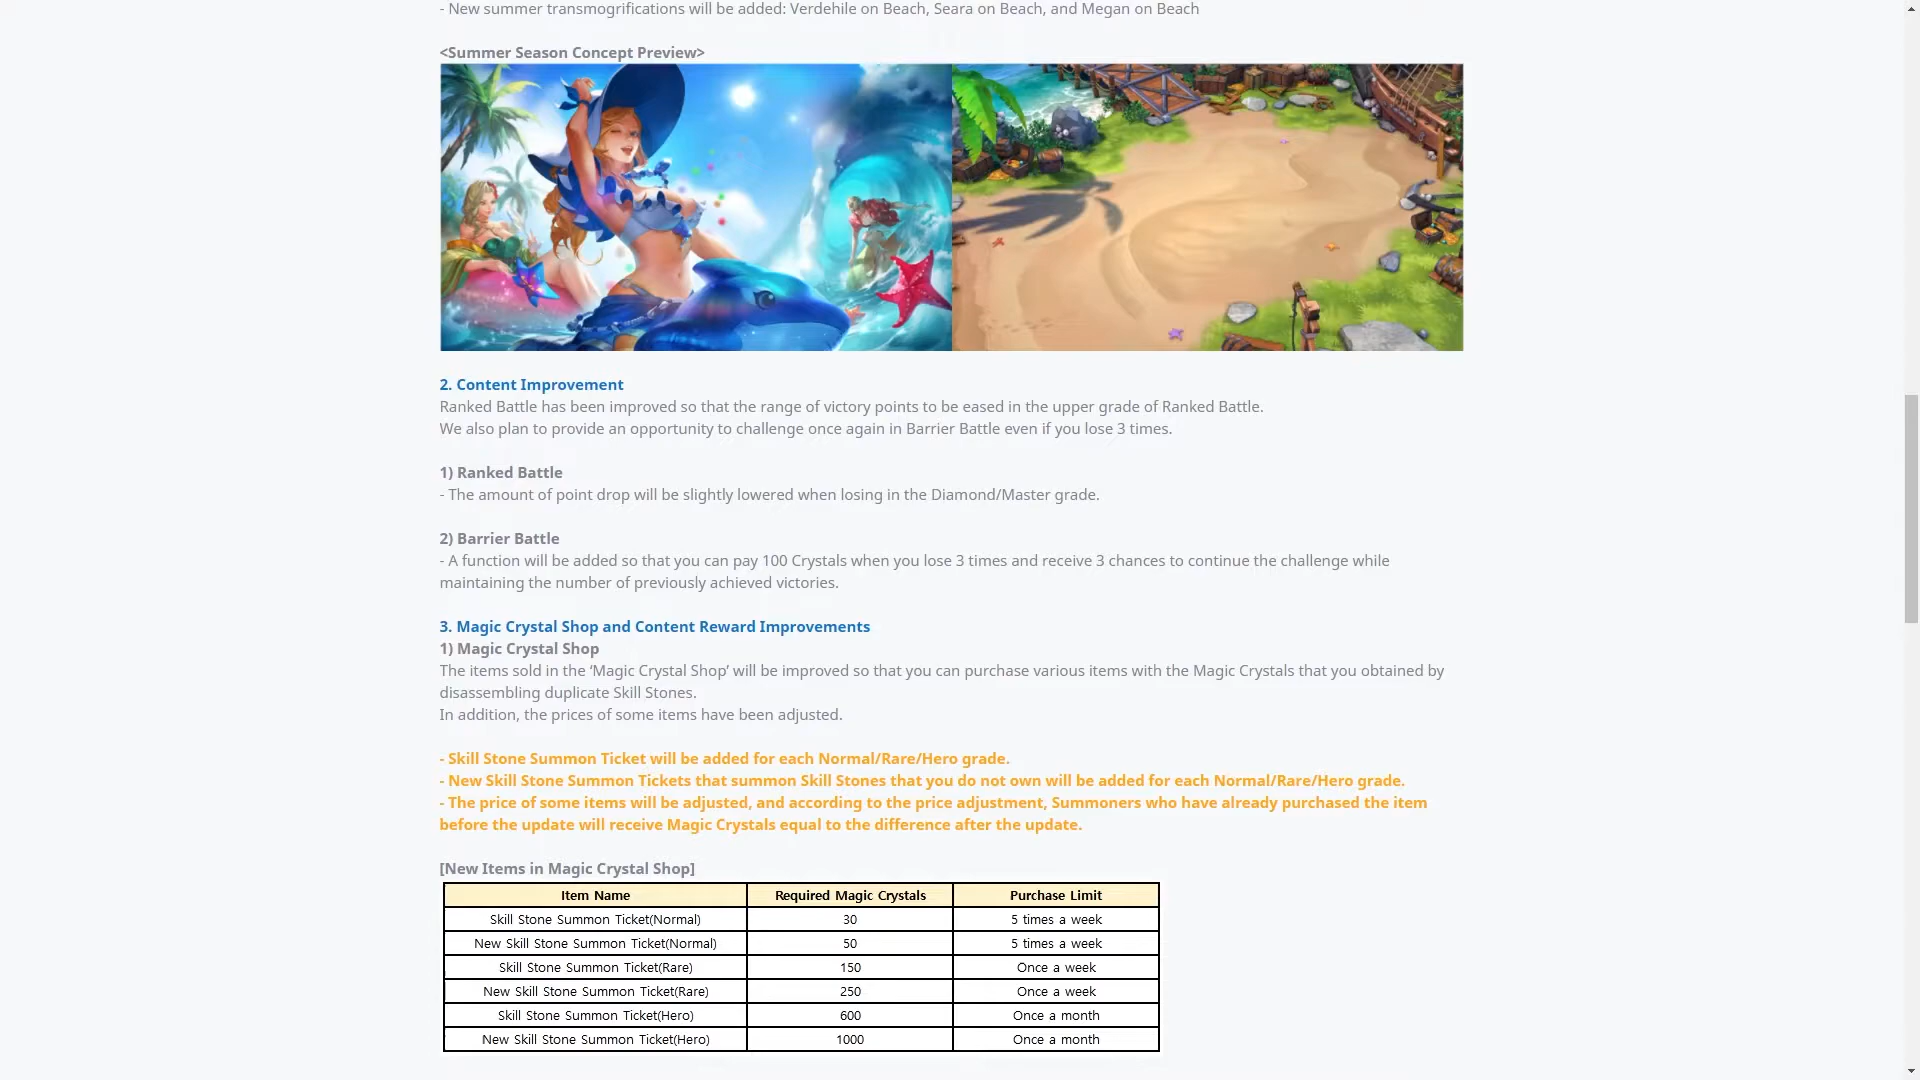 - New summer transmogrifications will be added: Verdehile on Beach, Seara on Beach, and Megan on Beach
<Summer Season Concept Preview>
2. Content Improvement
Ranked Battle has been improved so that the range of victory points to be eased in the upper grade of Ranked Battle.
We also plan to provide an opportunity to challenge once again in Barrier Battle even if you lose 3 times.
1) Ranked Battle
- The amount of point drop will be slightly lowered when losing in the Diamond/Master grade.
2) Barrier Battle
- A function will be added so that you can pay 100 Crystals when you lose 3 times and receive 3 chances to continue the challenge while
maintaining the number of previously achieved victories.
3. Magic Crystal Shop and Content Reward Improvements
1) Magic Crystal Shop
The items sold in the ‘Magic Crystal Shop’ will be improved so that you can purchase various items with the Magic Crystals that you obtained by
disassembling duplicate Skill Stones.
In addition, the prices of some items have been adjusted.
- Skill Stone Summon Ticket will be added for each Normal/Rare/Hero grade.
- New Skill Stone Summon Tickets that summon Skill Stones that you do not own will be added for each Normal/Rare/Hero grade.
- The price of some items will be adjusted, and according to the price adjustment, Summoners who have already purchased the item
before the update will receive Magic Crystals equal to the difference after the update.
[New Items in Magic Crystal Shop]
Item Name Required Magic Crystals Purchase Limit
Skill Stone Summon Ticket(Normal) 30 5 times a week
New Skill Stone Summon Ticket(Normal) 50 5 times a week
Skill Stone Summon Ticket(Rare) 150 Once a week
New Skill Stone Summon Ticket(Rare) 250 Once a week
Skill Stone Summon Ticket(Hero) 600 Once a month
New Skill Stone Summon Ticket(Hero) 1000 Once a month